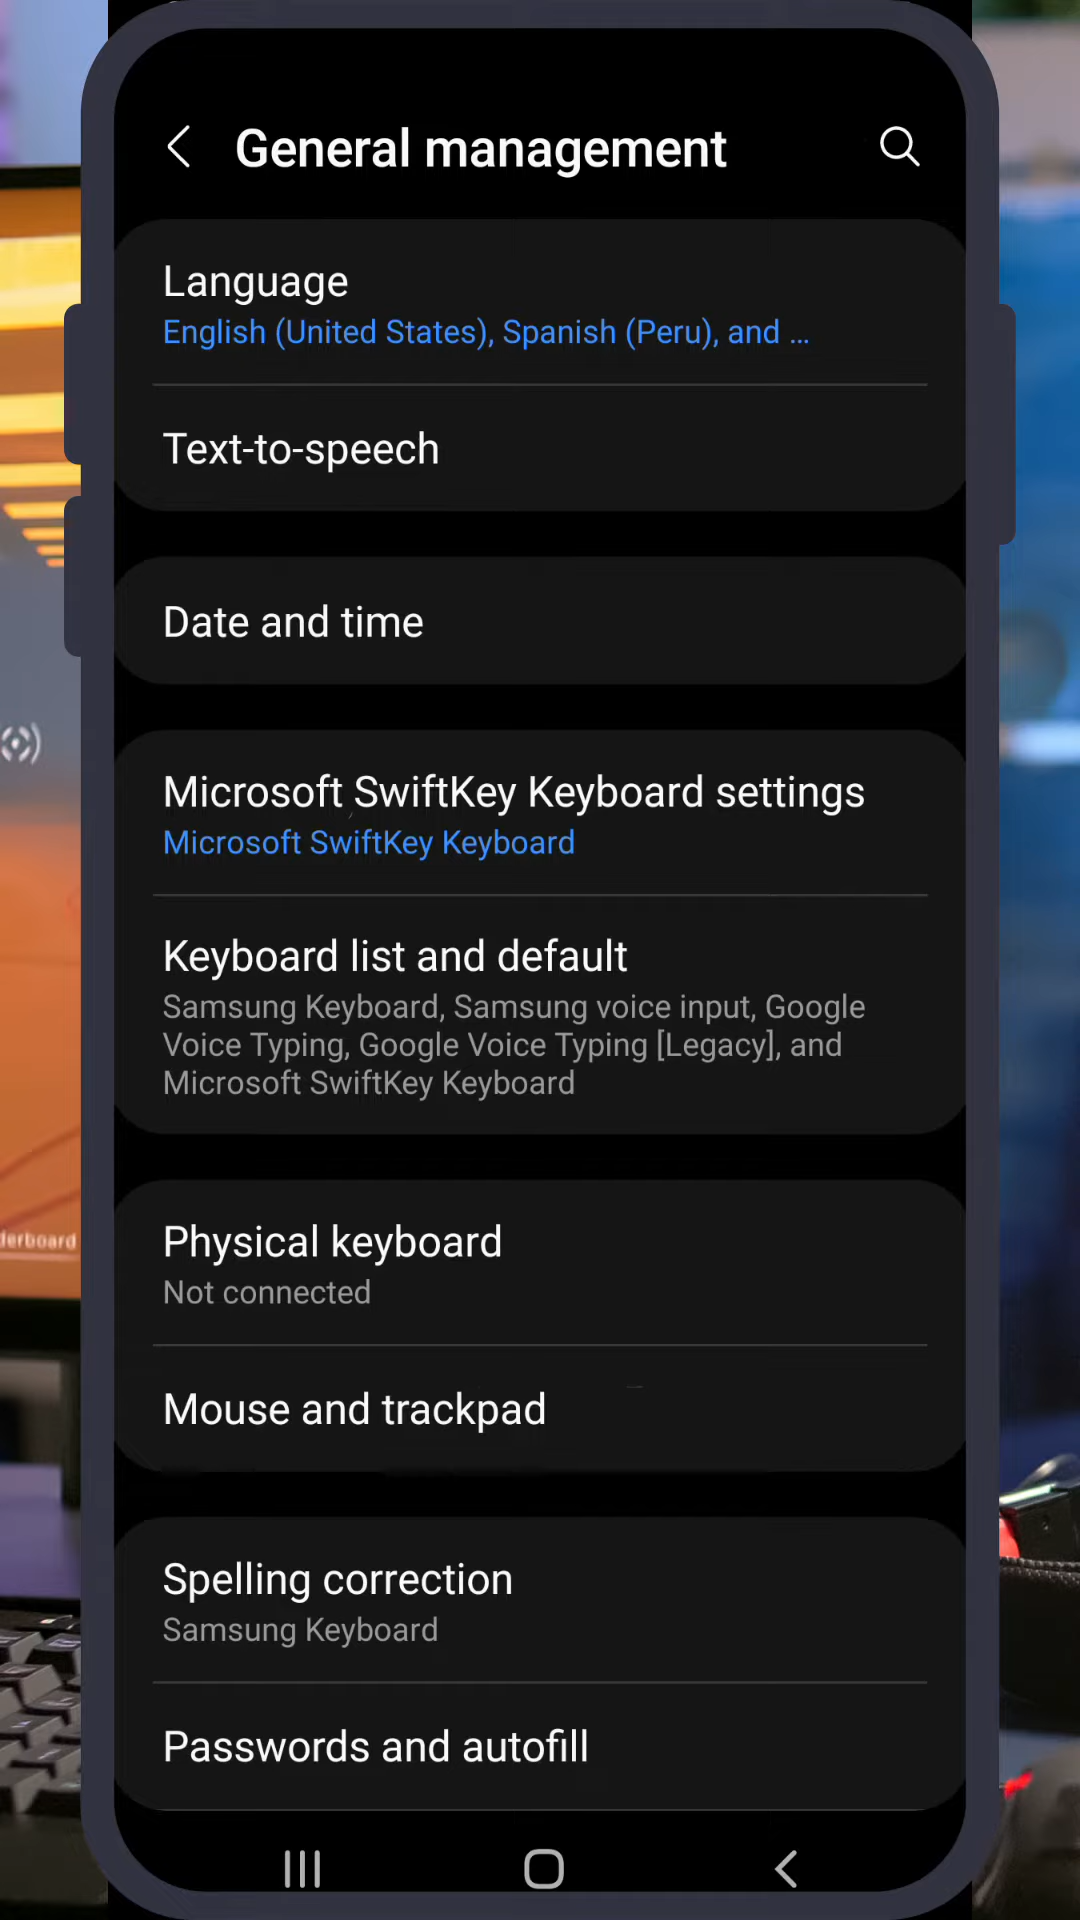 General management
Language
English (United States), Spanish (Peru), and ...
Text-to-speech
Date and time
Microsoft SwiftKey Keyboard settings
Microsoft SwiftKey Keyboard
Keyboard list and default
Samsung Keyboard, Samsung voice input, Google
Voice Typing, Google Voice Typing [Legacy], and
Microsoft SwiftKey Keyboard
derboard
Physical keyboard
Not connected
Mouse and trackpad
Spelling correction
Samsung Keyboard
Passwords and autofill